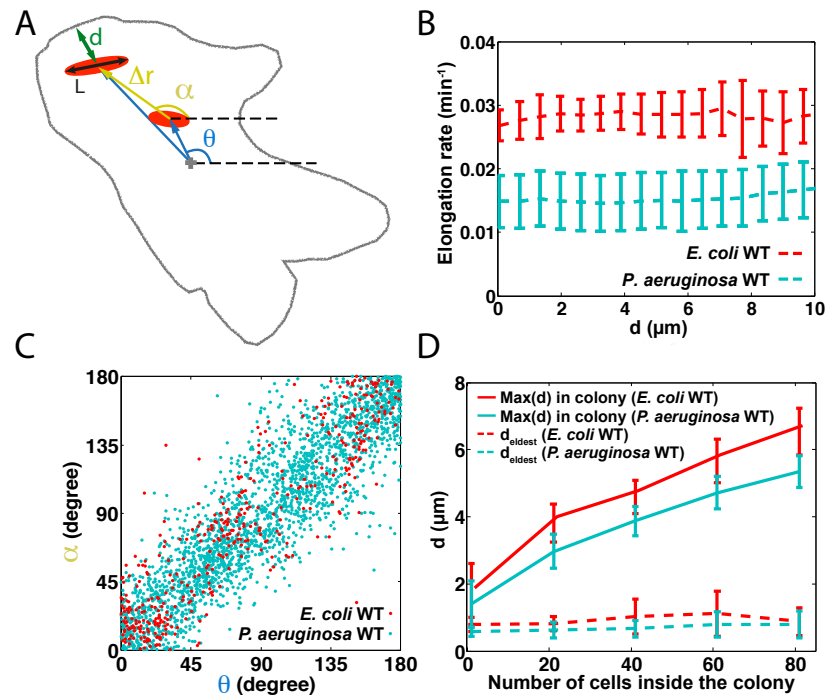 A
d
L
Δr
α
θ
B
Elongation rate (min⁻¹)
0.04
0.03
0.02
0.01
0
E. coli WT
P. aeruginosa WT
0 2 4 6 8 10
d (μm)
C
α (degree)
180
135
90
45
0
E. coli WT
P. aeruginosa WT
0 45 90 135 180
θ (degree)
D
d (μm)
8
6
4
2
0
Max(d) in colony (E. coli WT)
Max(d) in colony (P. aeruginosa WT)
d_eldest (E. coli WT)
d_eldest (P. aeruginosa WT)
0 20 40 60 80
Number of cells inside the colony